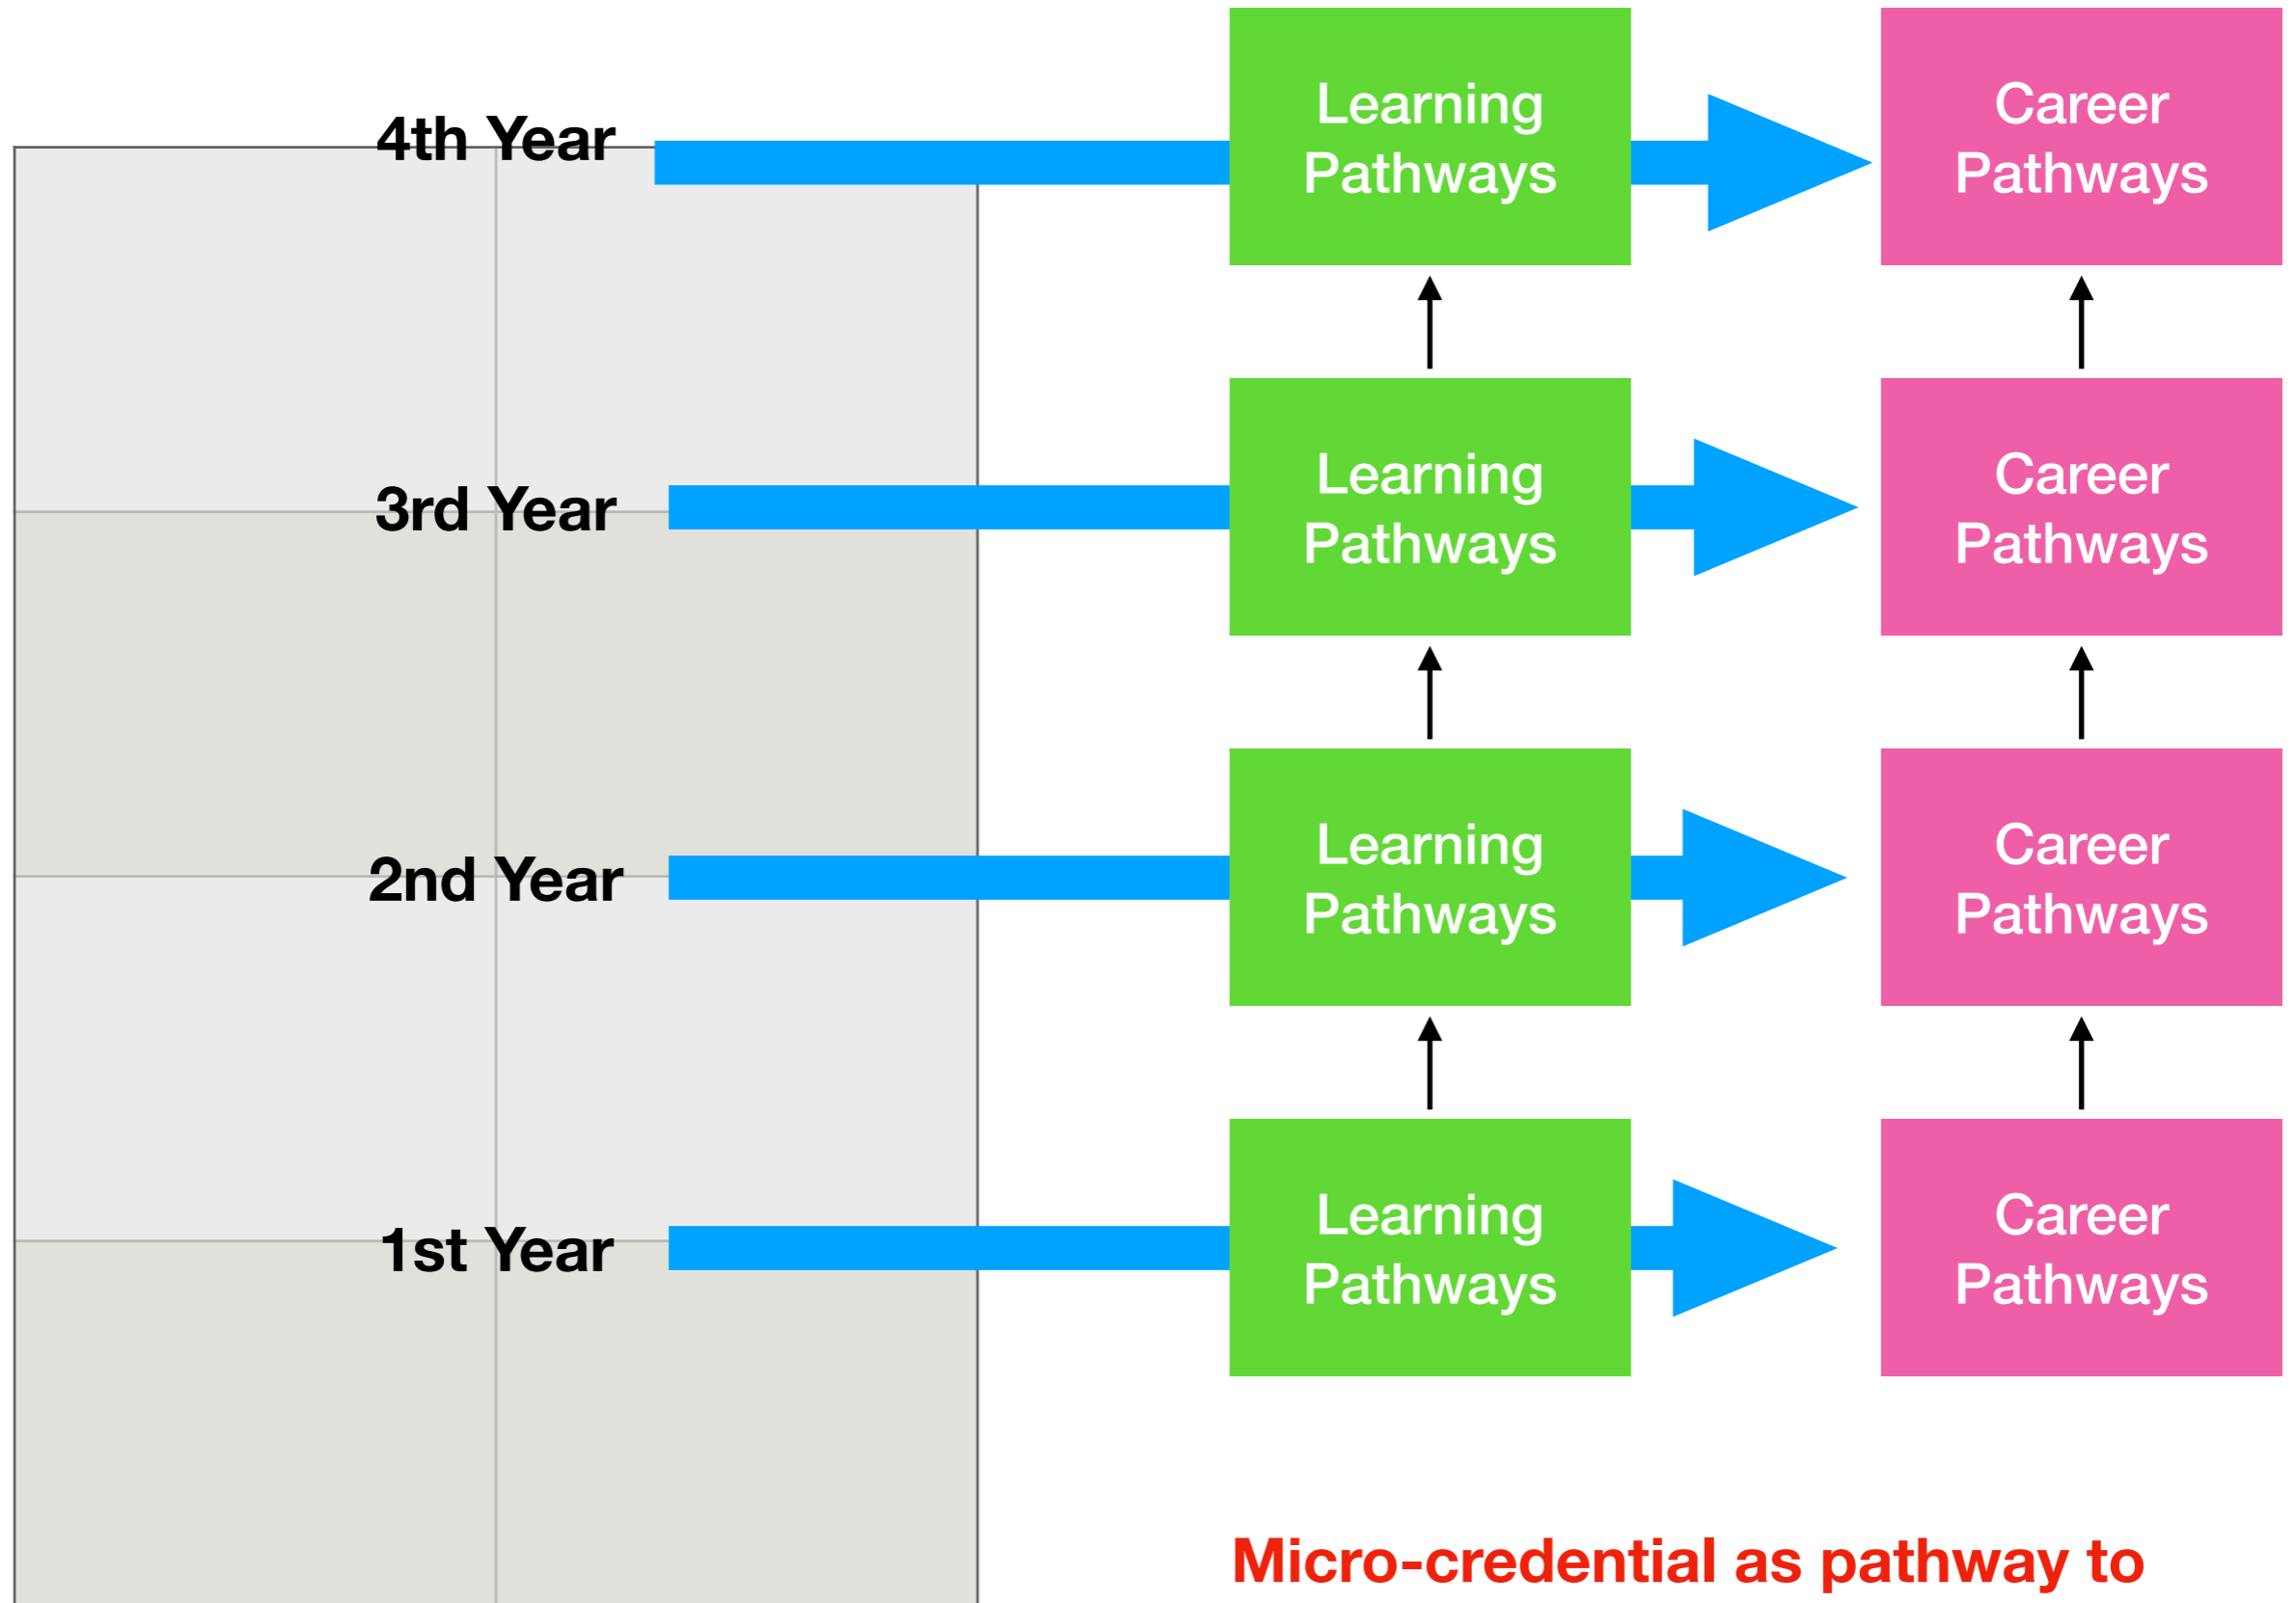 4th Year
Learning
Pathways
Career
Pathways
3rd Year
Learning
Pathways
Career
Pathways
2nd Year
Learning
Pathways
Career
Pathways
1st Year
Learning
Pathways
Career
Pathways
Micro-credential as pathway to